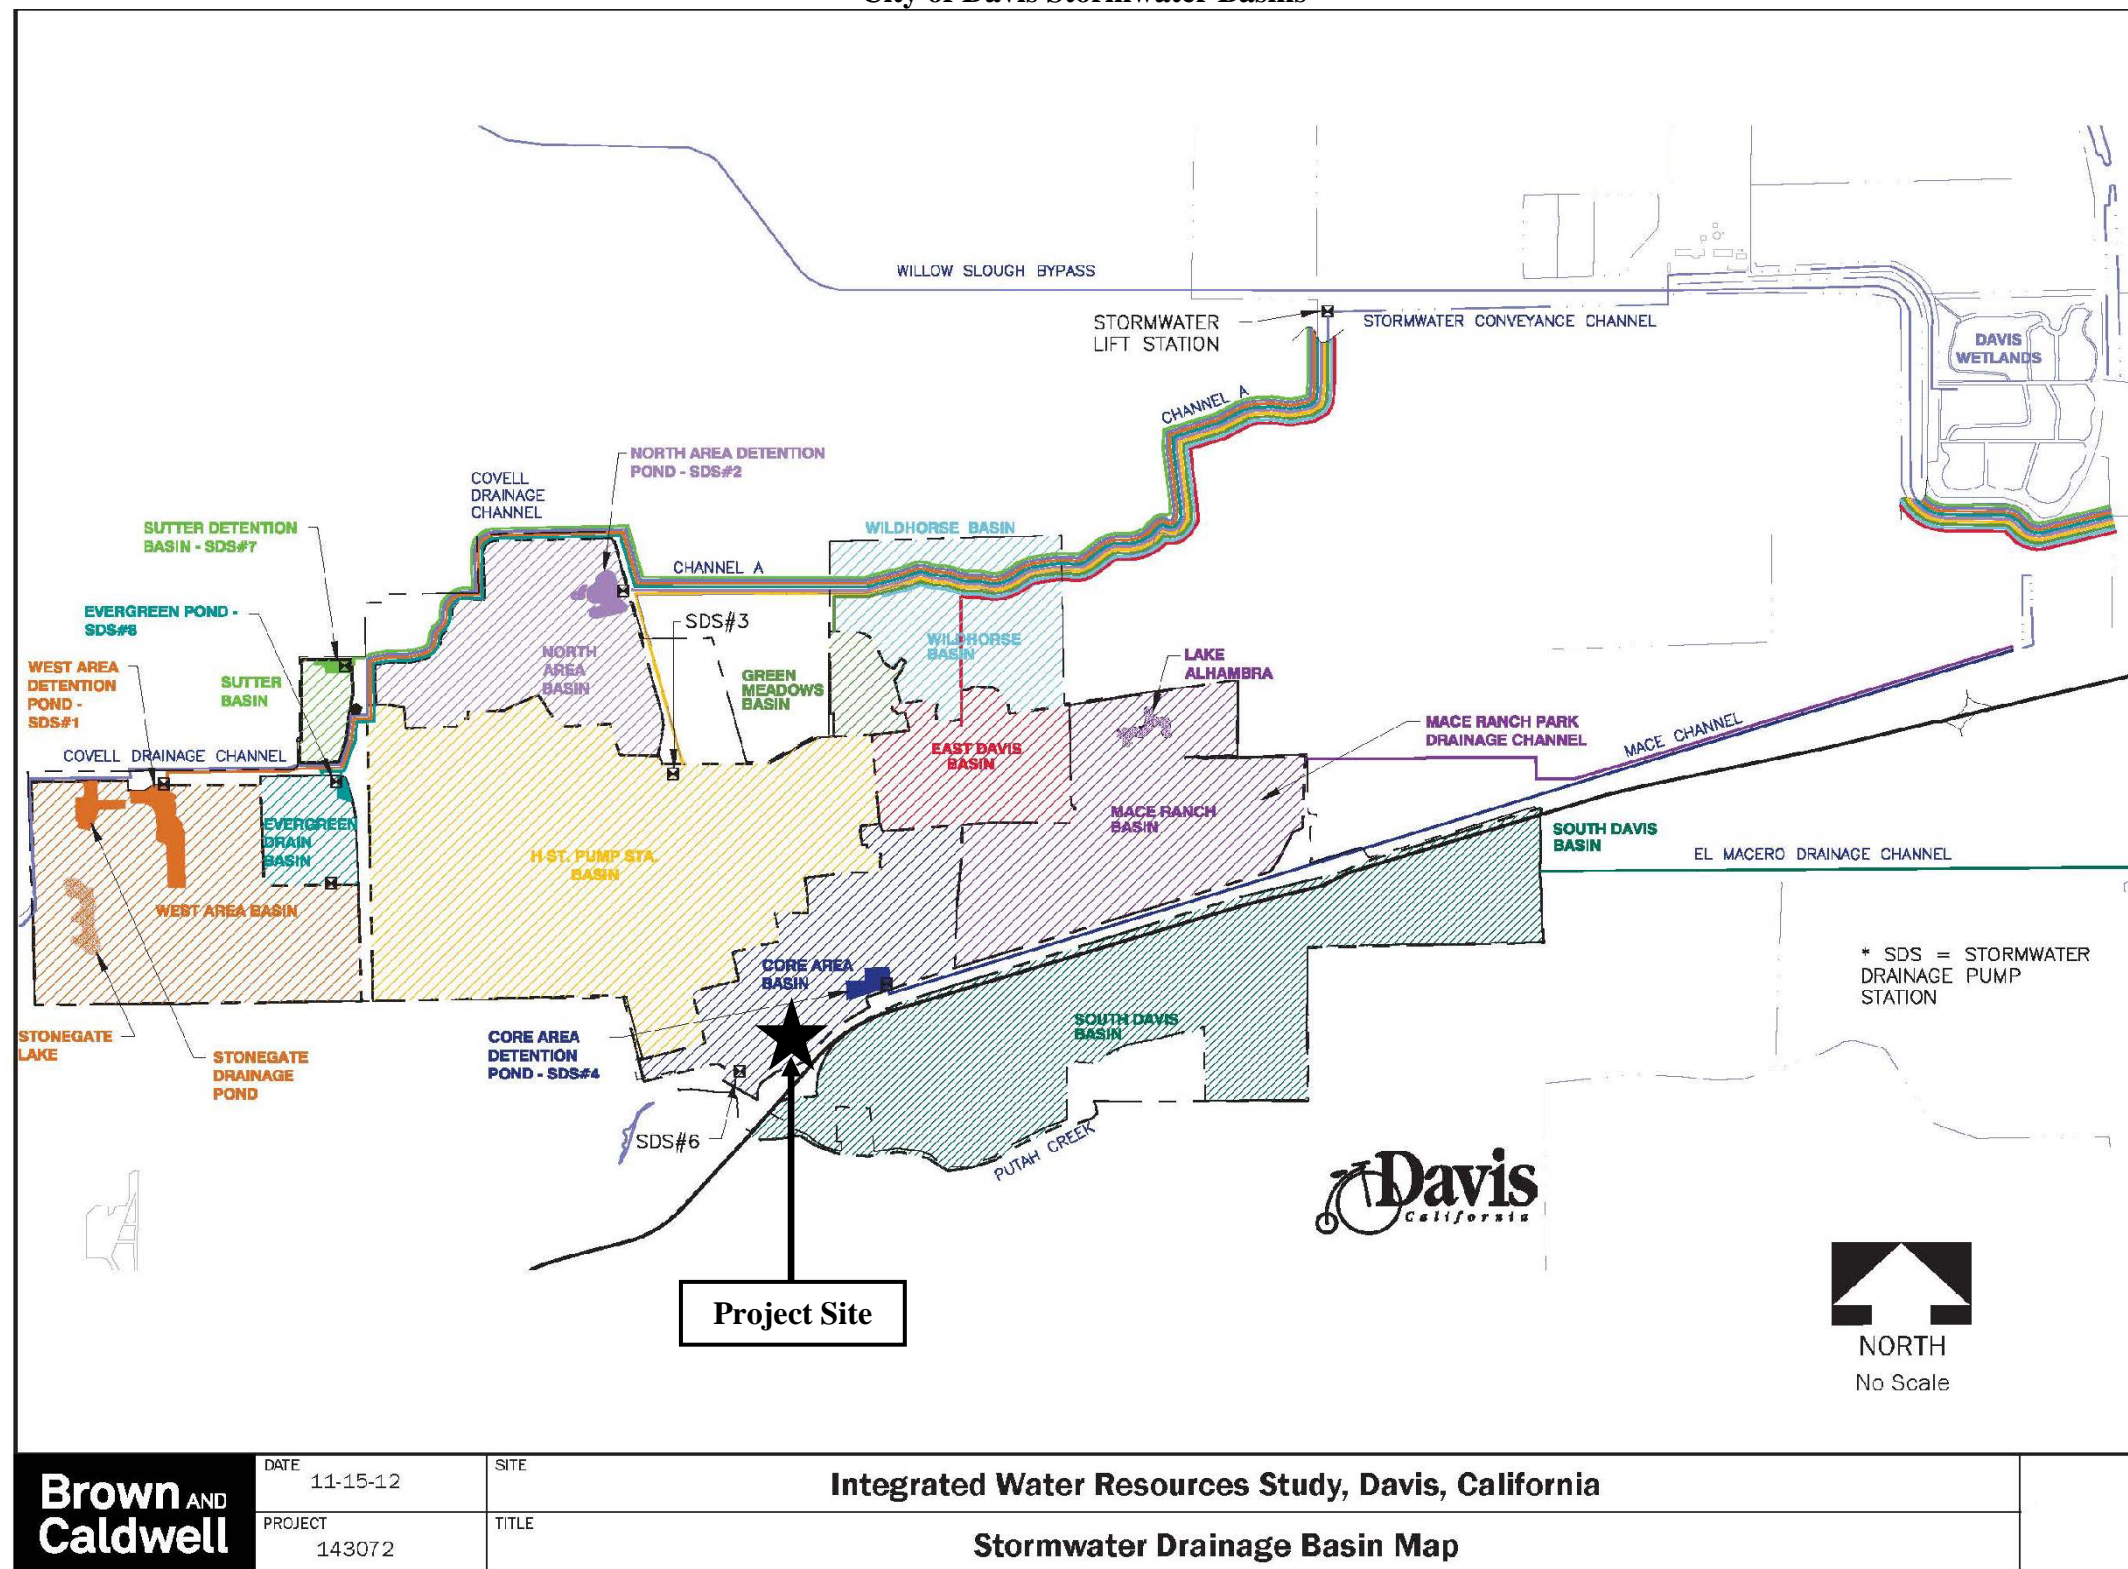 City of Davis Stormwater Basins
WILLOW SLOUGH BYPASS
STORMWATER
LIFT STATION
STORMWATER CONVEYANCE CHANNEL
DAVIS
WETLANDS
CHANNEL A
NORTH AREA DETENTION
POND - SDS#2
COVELL
DRAINAGE
CHANNEL
SUTTER DETENTION
BASIN - SDS#7
WILDHORSE BASIN
CHANNEL A
EVERGREEN POND -
SDS#8
SDS#3
WILDHORSE
BASIN
NORTH
AREA
BASIN
LAKE
ALHAMBRA
WEST AREA
DETENTION
POND -
SDS#1
SUTTER
BASIN
GREEN
MEADOWS
BASIN
MACE RANCH PARK
DRAINAGE CHANNEL
MACE CHANNEL
COVELL DRAINAGE CHANNEL
EAST DAVIS
BASIN
MACE RANCH
BASIN
EVERGREEN
DRAIN
BASIN
SOUTH DAVIS
BASIN
EL MACERO DRAINAGE CHANNEL
H ST. PUMP STA.
BASIN
WEST AREA BASIN
CORE AREA
BASIN
* SDS = STORMWATER
DRAINAGE PUMP
STATION
SOUTH DAVIS
BASIN
STONEGATE
LAKE
STONEGATE
DRAINAGE
POND
CORE AREA
DETENTION
POND - SDS#4
SDS#6
PUTAH CREEK
Davis
California
Project Site
NORTH
No Scale
Brown AND
Caldwell
DATE
11-15-12
SITE
Integrated Water Resources Study, Davis, California
PROJECT
143072
TITLE
Stormwater Drainage Basin Map